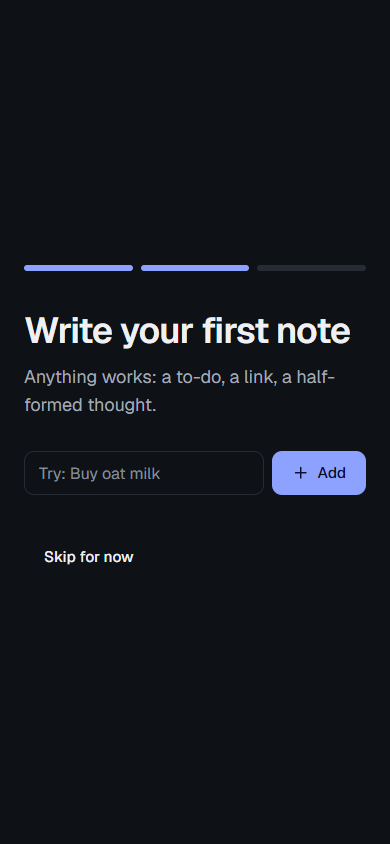 Write your first note
Anything works: a to-do, a link, a half-
formed thought.
Try: Buy oat milk
+ Add
Skip for now